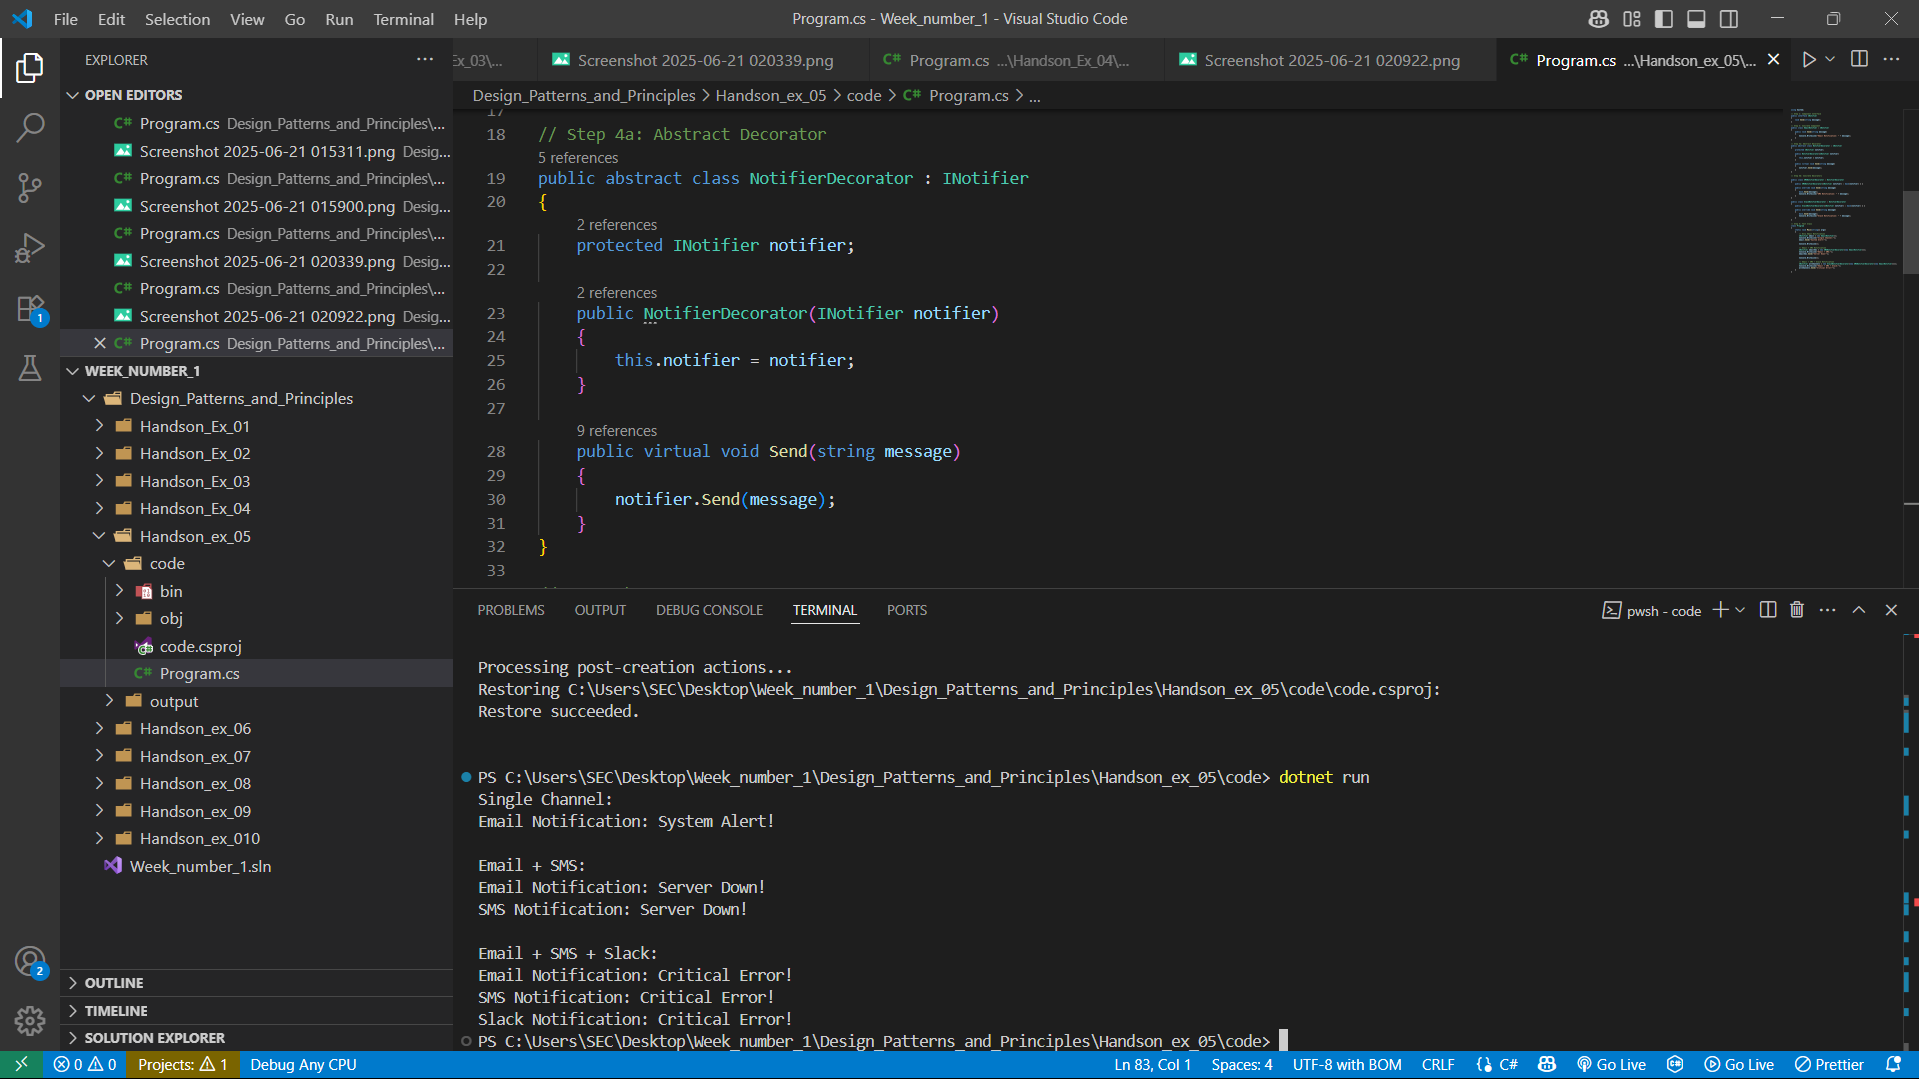 File Edit Selection View Go Run Terminal Help
Program.cs - Week_number_1 - Visual Studio Code
EXPLORER
OPEN EDITORS
Program.cs Design_Patterns_and_Principles\...
Screenshot 2025-06-21 015311.png Desig...
Program.cs Design_Patterns_and_Principles\...
Screenshot 2025-06-21 015900.png Desig...
Program.cs Design_Patterns_and_Principles\...
Screenshot 2025-06-21 020339.png Desig...
Program.cs Design_Patterns_and_Principles\...
Screenshot 2025-06-21 020922.png Desig...
Program.cs Design_Patterns_and_Principles\...
WEEK_NUMBER_1
Design_Patterns_and_Principles
Handson_Ex_01
Handson_Ex_02
Handson_Ex_03
Handson_Ex_04
Handson_ex_05
code
bin
obj
code.csproj
Program.cs
output
Handson_ex_06
Handson_ex_07
Handson_ex_08
Handson_ex_09
Handson_ex_010
Week_number_1.sln
OUTLINE
TIMELINE
SOLUTION EXPLORER
1
2
Ex_03\... Screenshot 2025-06-21 020339.png Program.cs ...\Handson_Ex_04\... Screenshot 2025-06-21 020922.png Program.cs ...\Handson_ex_05\...
Design_Patterns_and_Principles > Handson_ex_05 > code > Program.cs > ...
17
18 // Step 4a: Abstract Decorator
5 references
19 public abstract class NotifierDecorator : INotifier
20 {
2 references
21 protected INotifier notifier;
22
2 references
23 public NotifierDecorator(INotifier notifier)
24 {
25 this.notifier = notifier;
26 }
27
9 references
28 public virtual void Send(string message)
29 {
30 notifier.Send(message);
31 }
32 }
33
PROBLEMS OUTPUT DEBUG CONSOLE TERMINAL PORTS
pwsh - code
Processing post-creation actions...
Restoring C:\Users\SEC\Desktop\Week_number_1\Design_Patterns_and_Principles\Handson_ex_05\code\code.csproj:
Restore succeeded.
PS C:\Users\SEC\Desktop\Week_number_1\Design_Patterns_and_Principles\Handson_ex_05\code> dotnet run
Single Channel:
Email Notification: System Alert!
Email + SMS:
Email Notification: Server Down!
SMS Notification: Server Down!
Email + SMS + Slack:
Email Notification: Critical Error!
SMS Notification: Critical Error!
Slack Notification: Critical Error!
PS C:\Users\SEC\Desktop\Week_number_1\Design_Patterns_and_Principles\Handson_ex_05\code>
0 0 Projects: 1 Debug Any CPU Ln 83, Col 1 Spaces: 4 UTF-8 with BOM CRLF C# Go Live Go Live Prettier